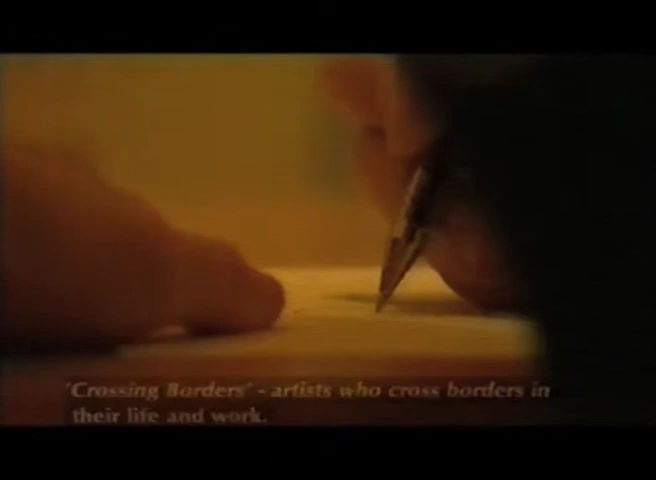 'Crossing Borders' - artists who cross borders in
their life and work.